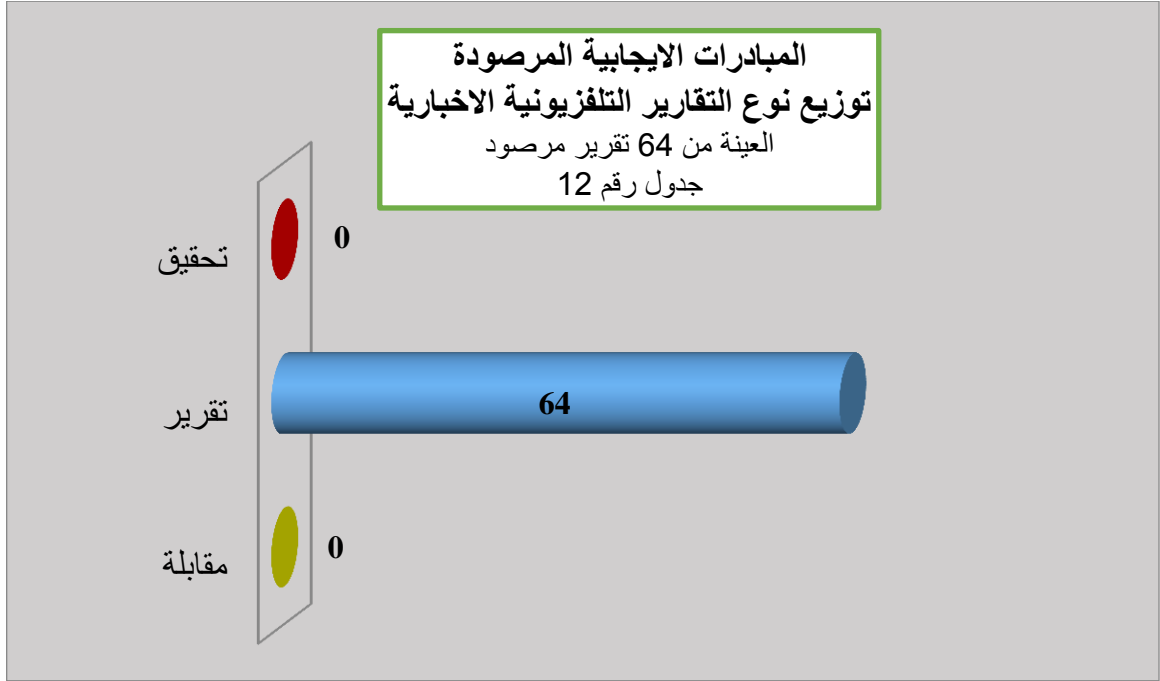 المبادرات الايجابية المرصودة
توزيع نوع التقارير التلفزيونية الاخبارية
العينة من 64 تقرير مرصود
جدول رقم 12
تحقيق
0
تقرير
64
مقابلة
0